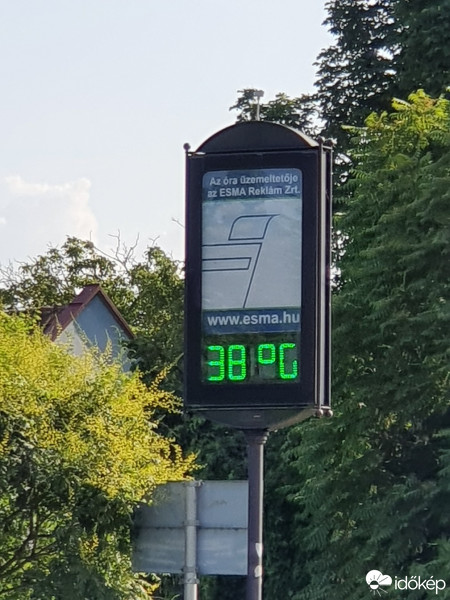 Az óra üzemeltetője
az ESMA Reklám Zrt.
www.esma.hu
38°C
időkép